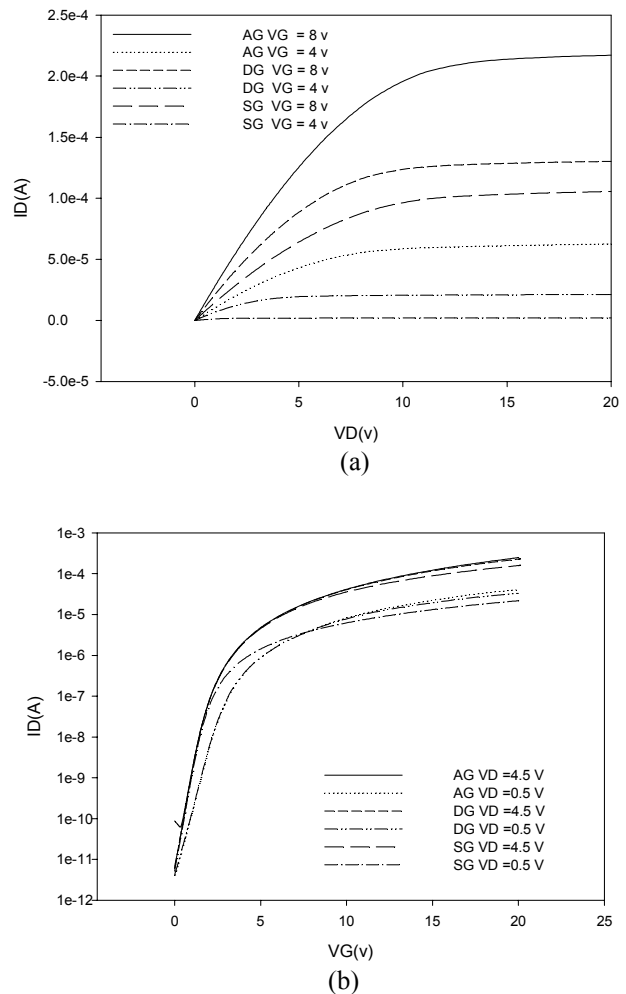 2.5e-4
2.0e-4
1.5e-4
1.0e-4
5.0e-5
0.0
-5.0e-5
ID(A)
AG VG = 8 v
AG VG = 4 v
DG VG = 8 v
DG VG = 4 v
SG VG = 8 v
SG VG = 4 v
0 5 10 15 20
VD(v)
(a)
1e-3
1e-4
1e-5
1e-6
1e-7
1e-8
1e-9
1e-10
1e-11
1e-12
ID(A)
AG VD =4.5 V
AG VD =0.5 V
DG VD =4.5 V
DG VD =0.5 V
SG VD =4.5 V
SG VD =0.5 V
0 5 10 15 20 25
VG(v)
(b)